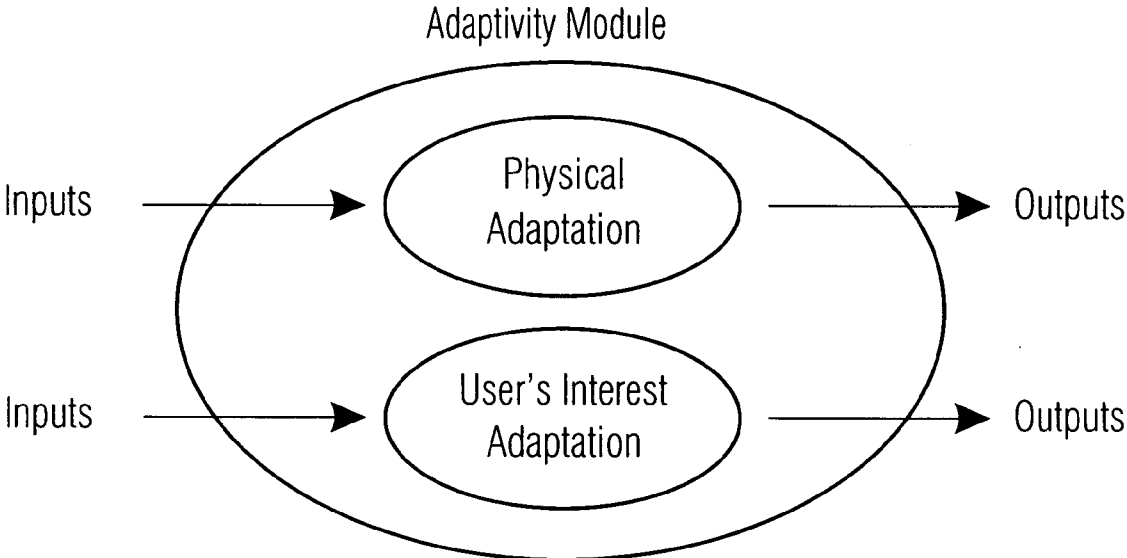 Adaptivity Module
Physical
Adaptation
Inputs
Outputs
User's Interest
Adaptation
Inputs
Outputs